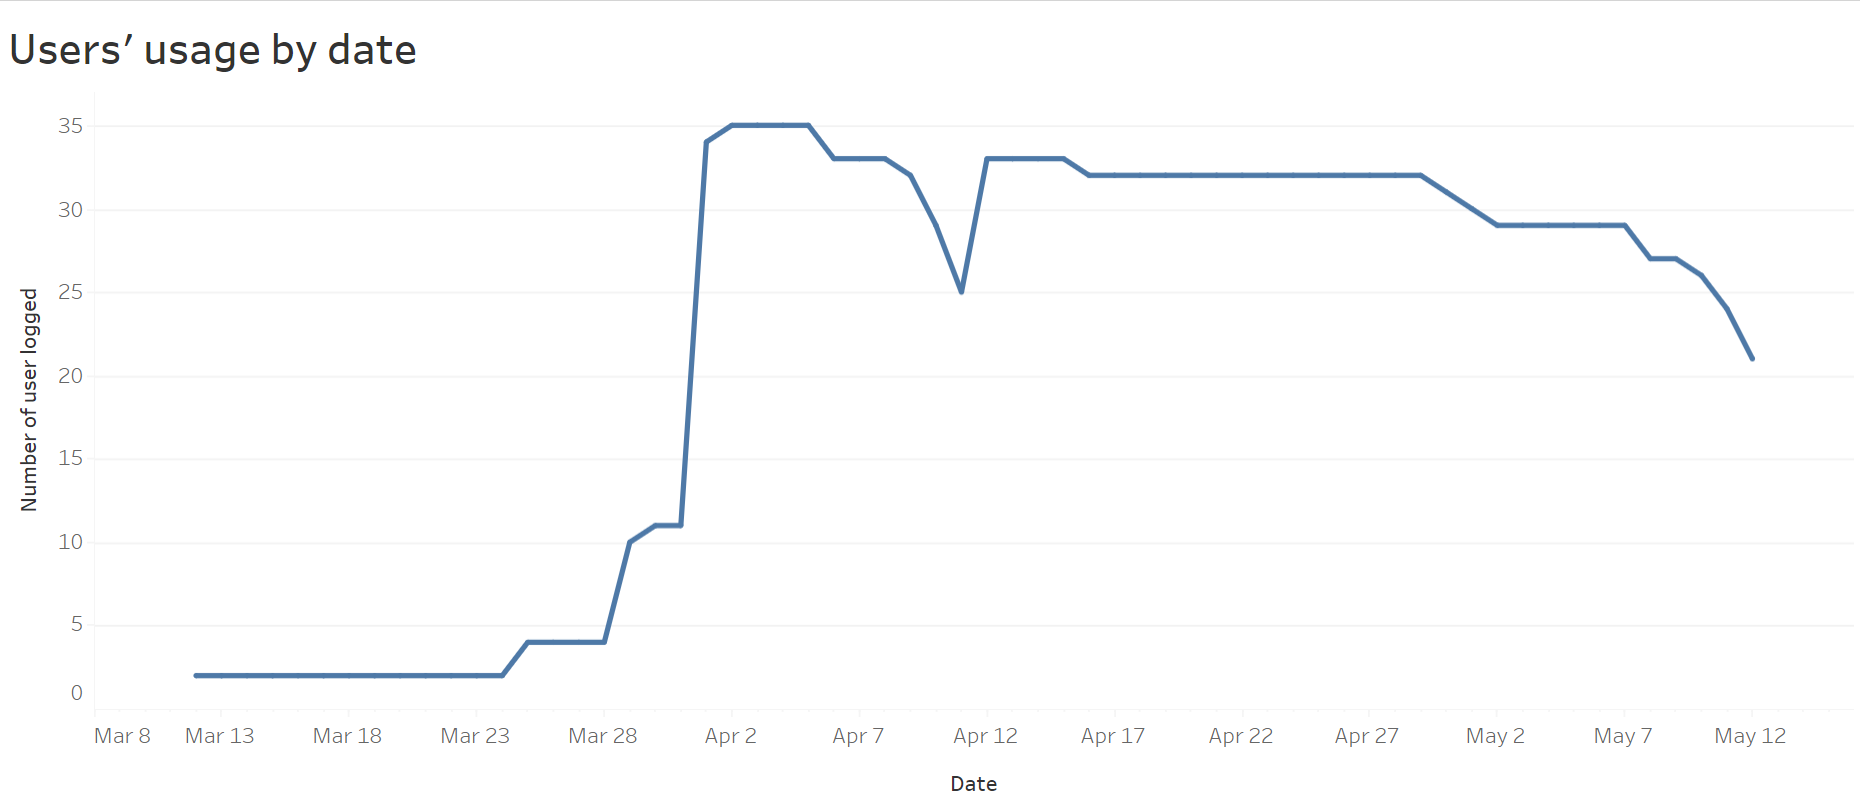 Users’ usage by date
35
30
25
20
15
10
5
0
Number of user logged
Mar 8 Mar 13 Mar 18 Mar 23 Mar 28 Apr 2 Apr 7 Apr 12 Apr 17 Apr 22 Apr 27 May 2 May 7 May 12
Date